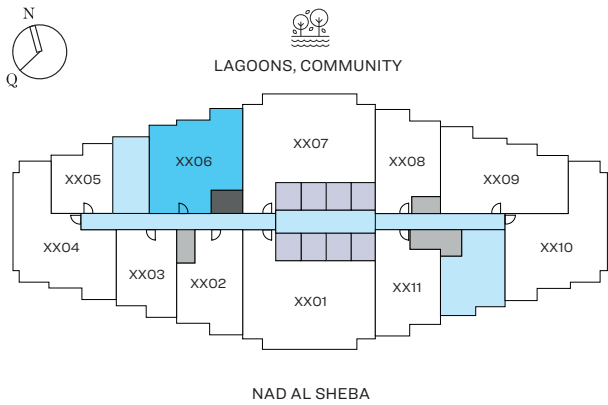 N
Q
LAGOONS, COMMUNITY
XX07
XX06
XX08
XX05
XX09
XX04
XX03
XX02
XX01
XX11
XX10
NAD AL SHEBA